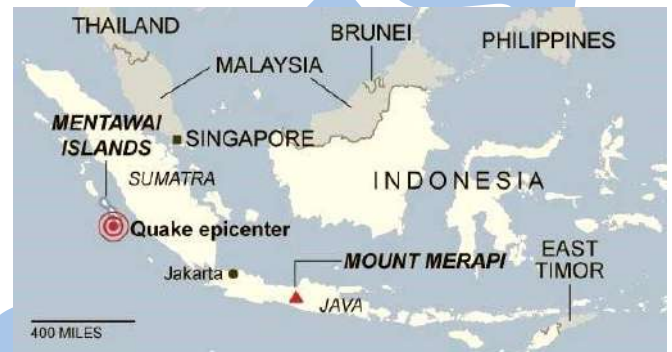 THAILAND
BRUNEI
PHILIPPINES
MALAYSIA
MENTAWAI
ISLANDS
SINGAPORE
SUMATRA
INDONESIA
Quake epicenter
MOUNT MERAPI
EAST
TIMOR
Jakarta
JAVA
400 MILES